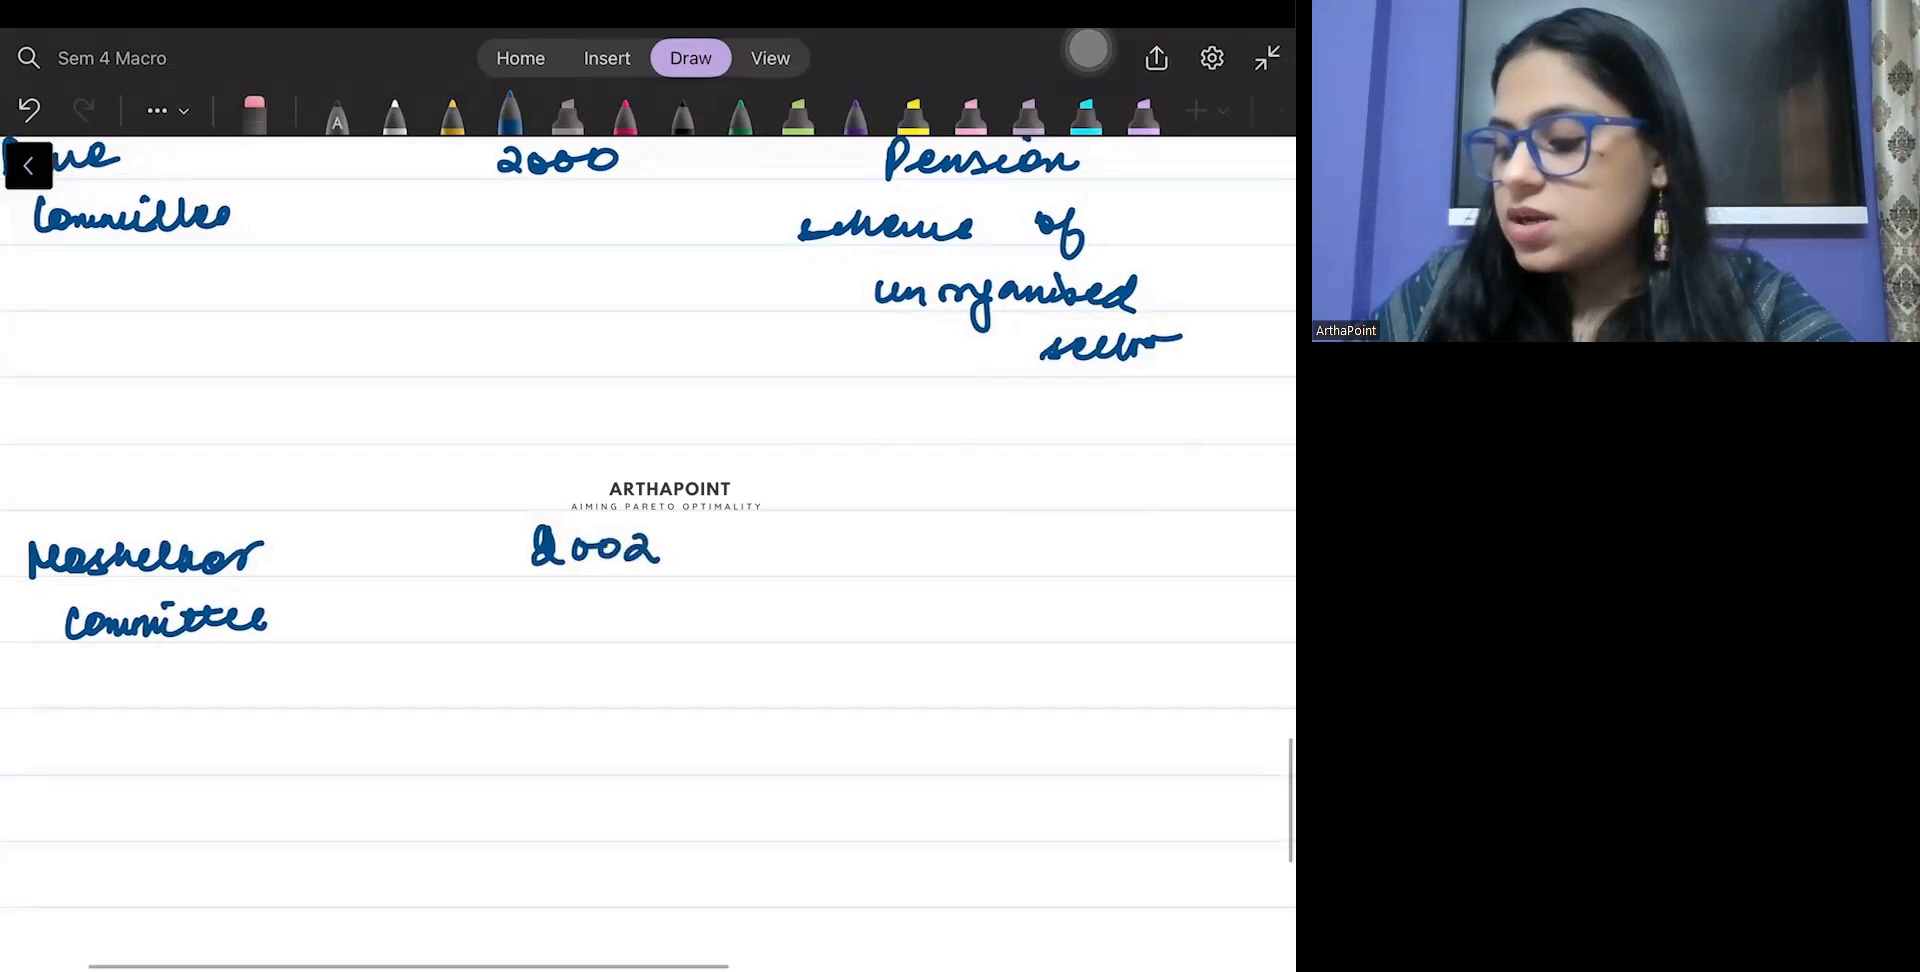 Sem 4 Macro
Home Insert Draw View
A
2000 Pension
Committee scheme of
unorganised
sector
ARTHAPOINT
AIMING PARETO OPTIMALITY
Mashelkar 2002
Committee
ArthaPoint